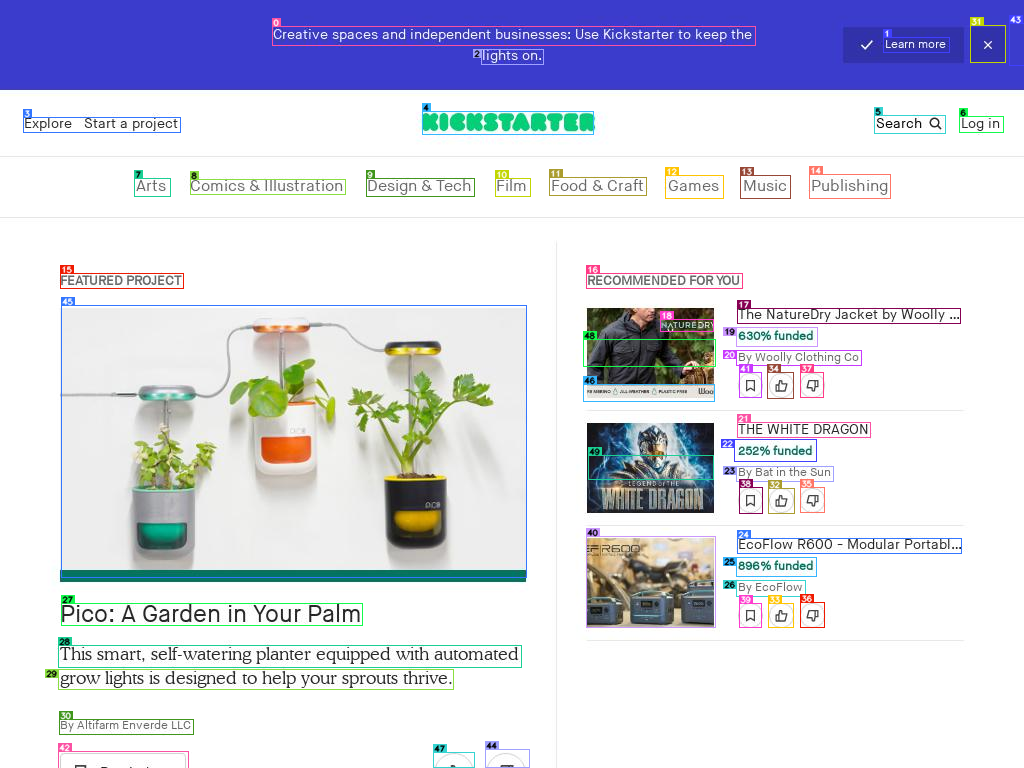 Creative spaces and independent businesses: Use Kickstarter to keep the
lights on.
Learn more
Explore Start a project
KICKSTARTER
Search
Log in
Arts
Comics & Illustration
Design & Tech
Film
Food & Craft
Games
Music
Publishing
FEATURED PROJECT
Pico: A Garden in Your Palm
This smart, self-watering planter equipped with automated
grow lights is designed to help your sprouts thrive.
By Altifarm Enverde LLC
RECOMMENDED FOR YOU
NATUREDRY
ALL-WEATHER
PLASTIC FREE
The NatureDry Jacket by Woolly ...
630% funded
By Woolly Clothing Co
LEGEND OF THE
WHITE DRAGON
THE WHITE DRAGON
252% funded
By Bat in the Sun
R600
EcoFlow R600 - Modular Portabl...
896% funded
By EcoFlow